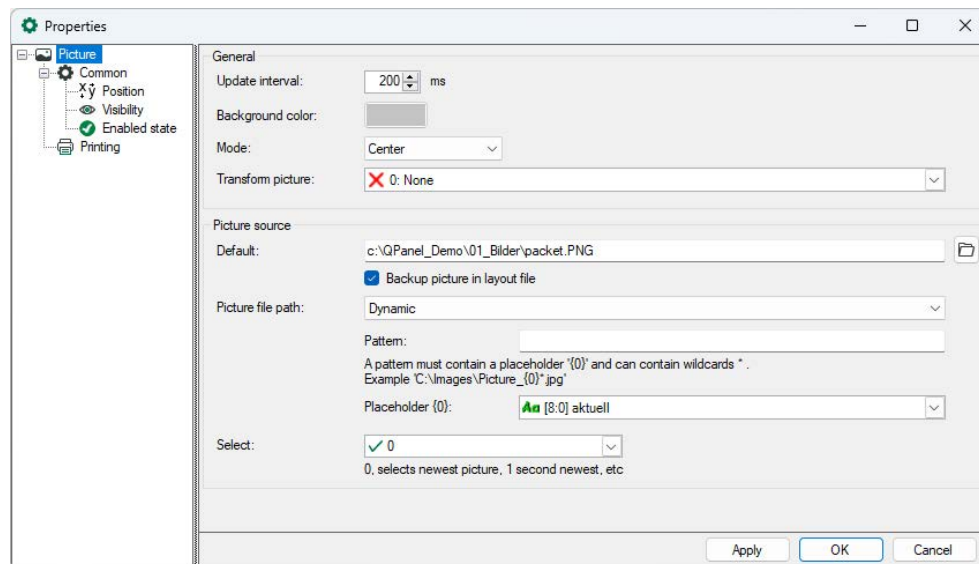 Properties
Picture
Common
Position
Visibility
Enabled state
Printing
General
Update interval: 200 ms
Background color:
Mode: Center
Transform picture: 0: None
Picture source
Default: c:\QPanel_Demo\01_Bilder\packet.PNG
Backup picture in layout file
Picture file path: Dynamic
Pattern:
A pattern must contain a placeholder '{0}' and can contain wildcards * .
Example 'C:\Images\Picture_{0}*.jpg'
Placeholder {0}: Aa [8:0] aktuell
Select: 0
0, selects newest picture, 1 second newest, etc
Apply OK Cancel